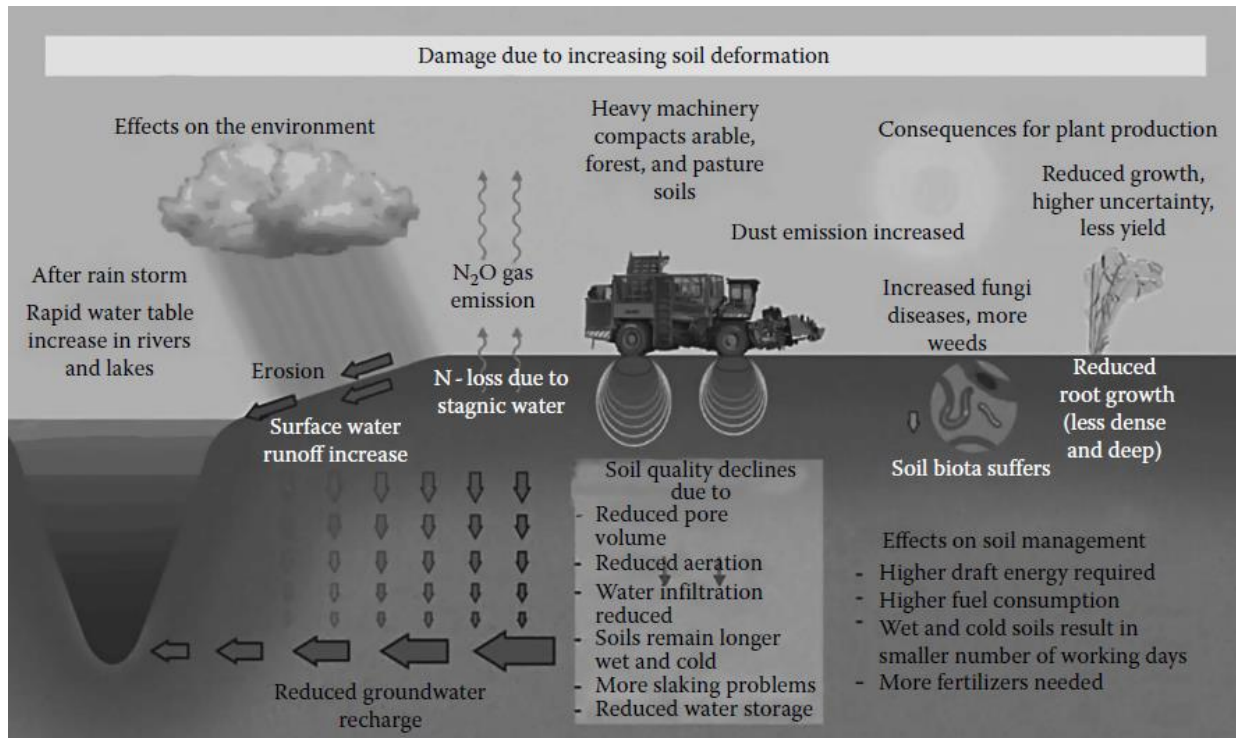 Damage due to increasing soil deformation
Effects on the environment
After rain storm
Rapid water table
increase in rivers
and lakes
Erosion
Surface water
runoff increase
N₂O gas
emission
N - loss due to
stagnic water
Heavy machinery
compacts arable,
forest, and pasture
soils
Dust emission increased
Consequences for plant production
Reduced growth,
higher uncertainty,
less yield
Increased fungi
diseases, more
weeds
Reduced
root growth
(less dense
and deep)
Soil biota suffers
Reduced groundwater
recharge
Soil quality declines
due to
- Reduced pore
volume
- Reduced aeration
- Water infiltration
reduced
- Soils remain longer
wet and cold
- More slaking problems
- Reduced water storage
Effects on soil management
- Higher draft energy required
- Higher fuel consumption
- Wet and cold soils result in
smaller number of working days
- More fertilizers needed